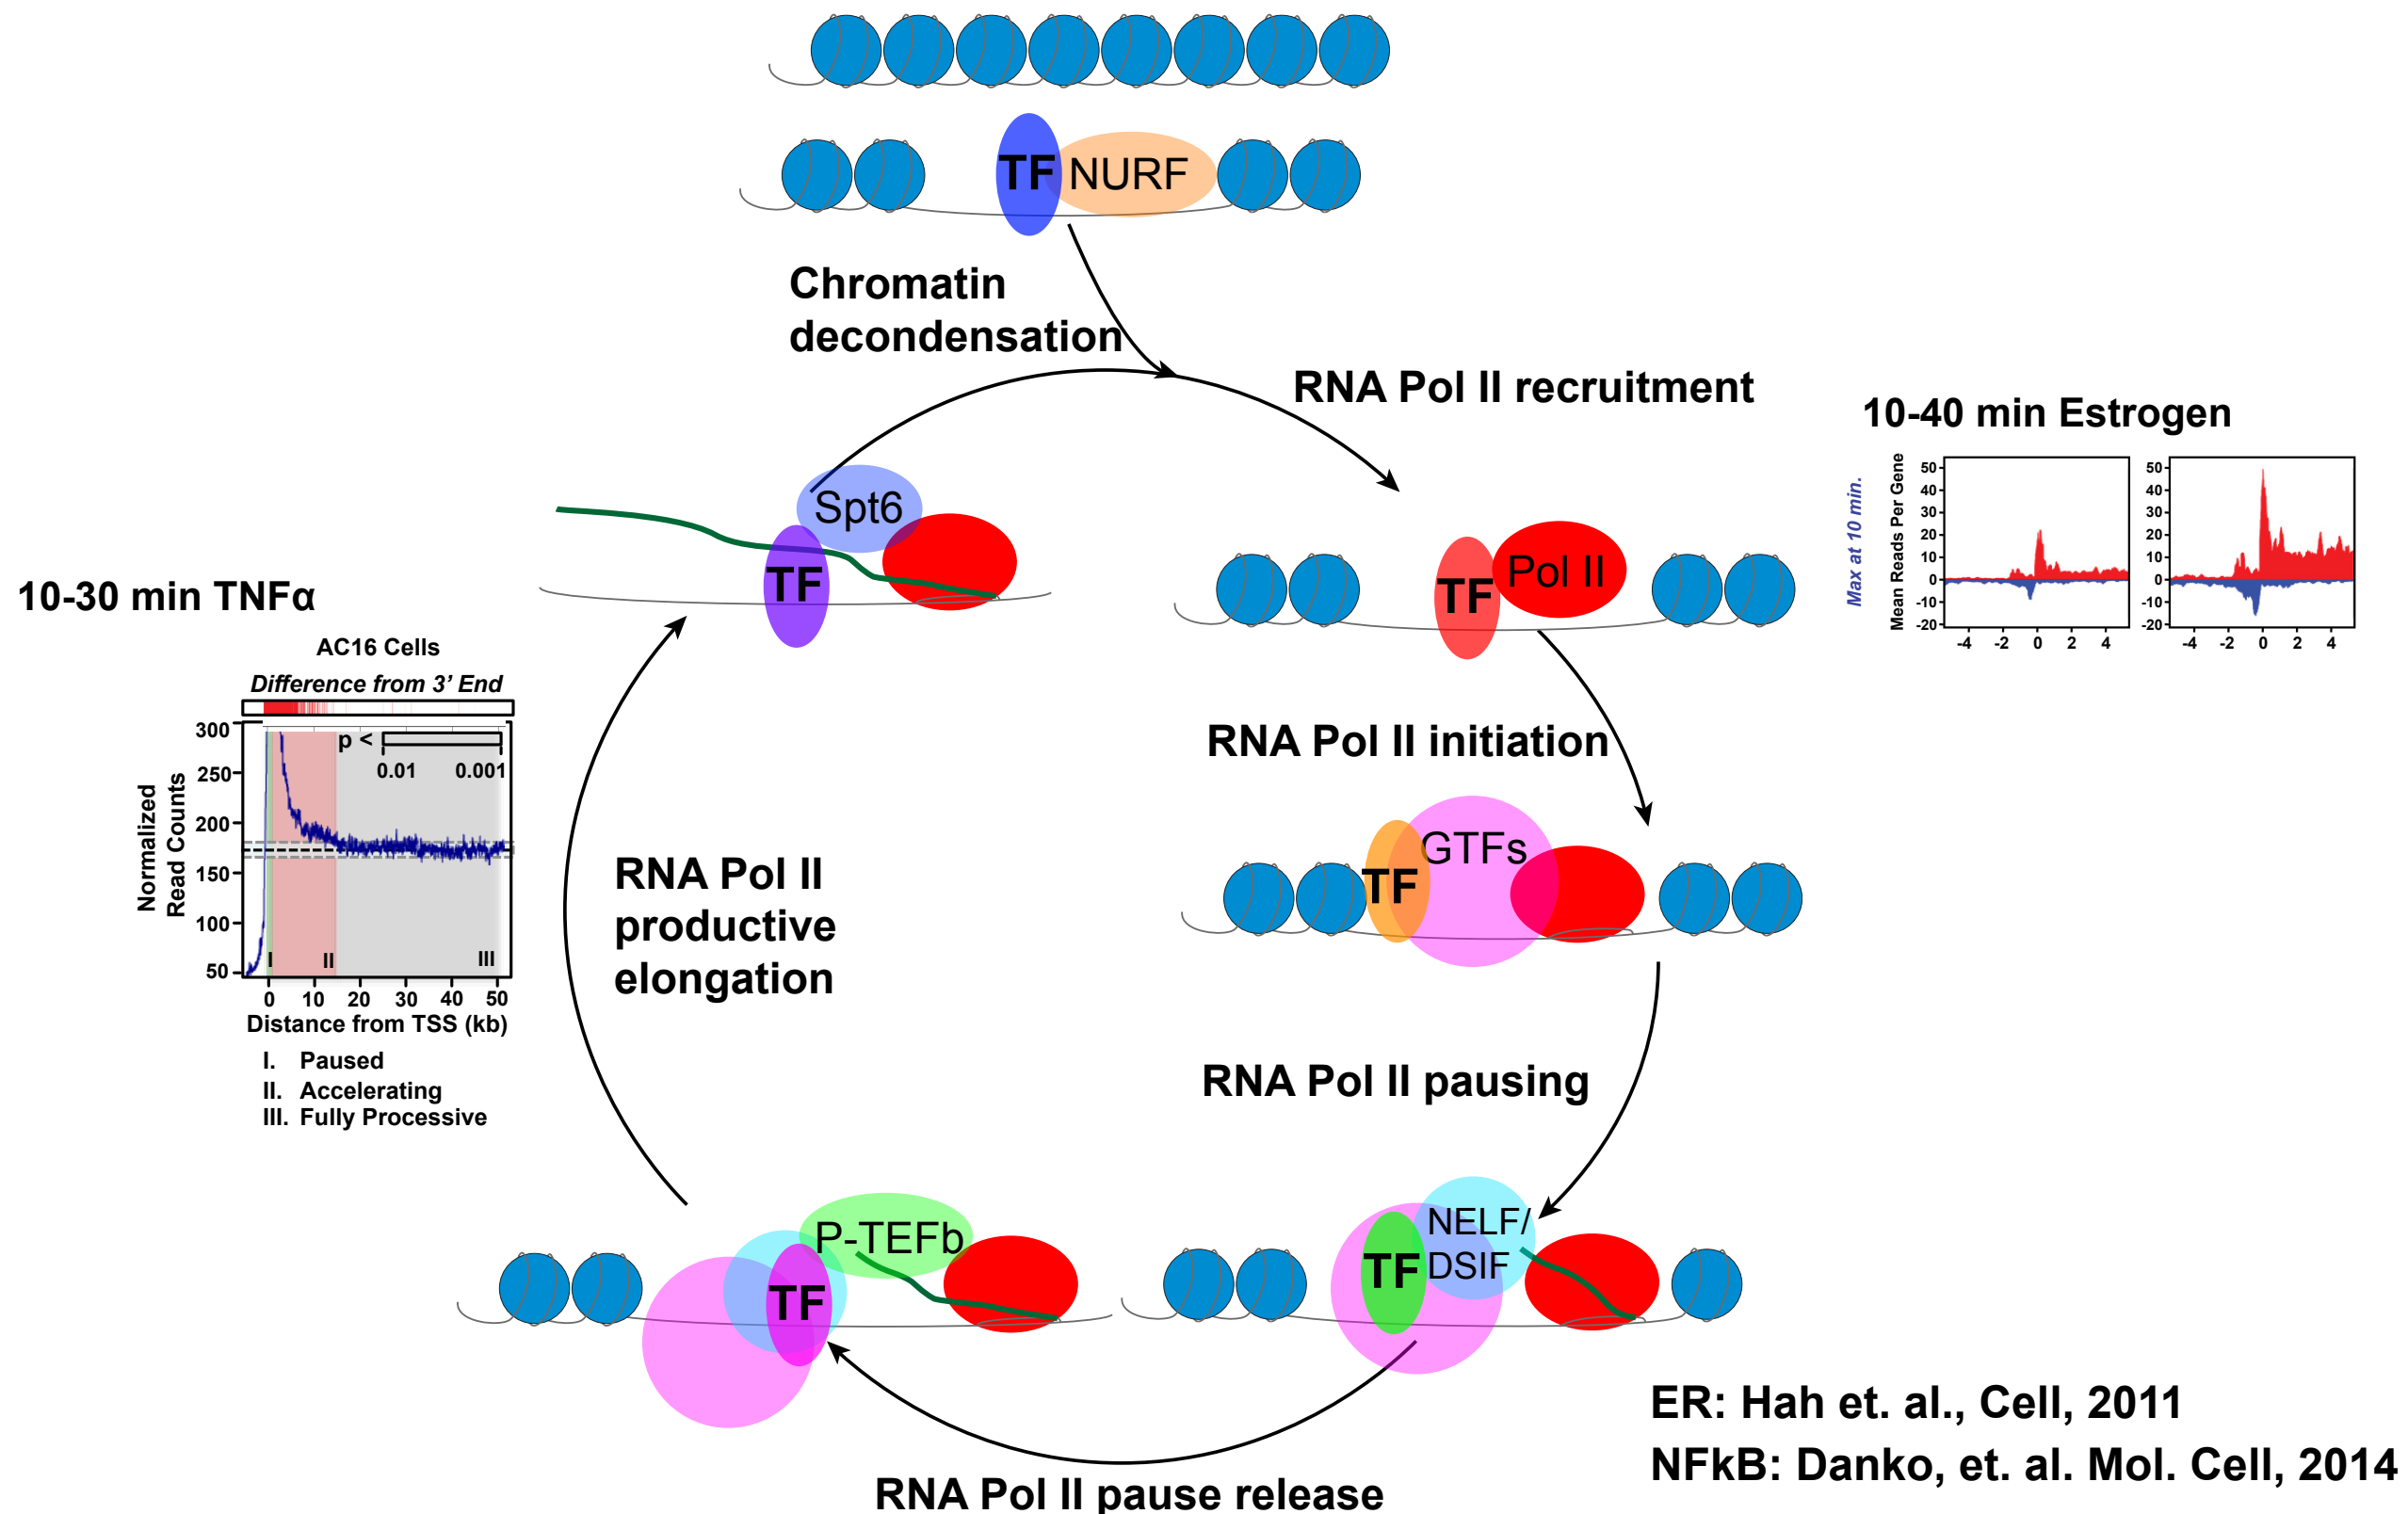 TF NURF
Chromatin
decondensation
RNA Pol II recruitment
10-40 min Estrogen
Max at 10 min.
Mean Reads Per Gene
50
40
30
20
10
0
-10
-20
-4 -2 0 2 4
50
40
30
20
10
0
-10
-20
-4 -2 0 2 4
Spt6
TF
TF Pol II
10-30 min TNFα
AC16 Cells
Difference from 3’ End
Normalized
Read Counts
300
250
200
150
100
50
p <
0.01 0.001
I II III
0 10 20 30 40 50
Distance from TSS (kb)
I. Paused
II. Accelerating
III. Fully Processive
RNA Pol II initiation
GTFs
TF
RNA Pol II
productive
elongation
RNA Pol II pausing
P-TEFb
TF
NELF/
DSIF
TF
RNA Pol II pause release
ER: Hah et. al., Cell, 2011
NFkB: Danko, et. al. Mol. Cell, 2014